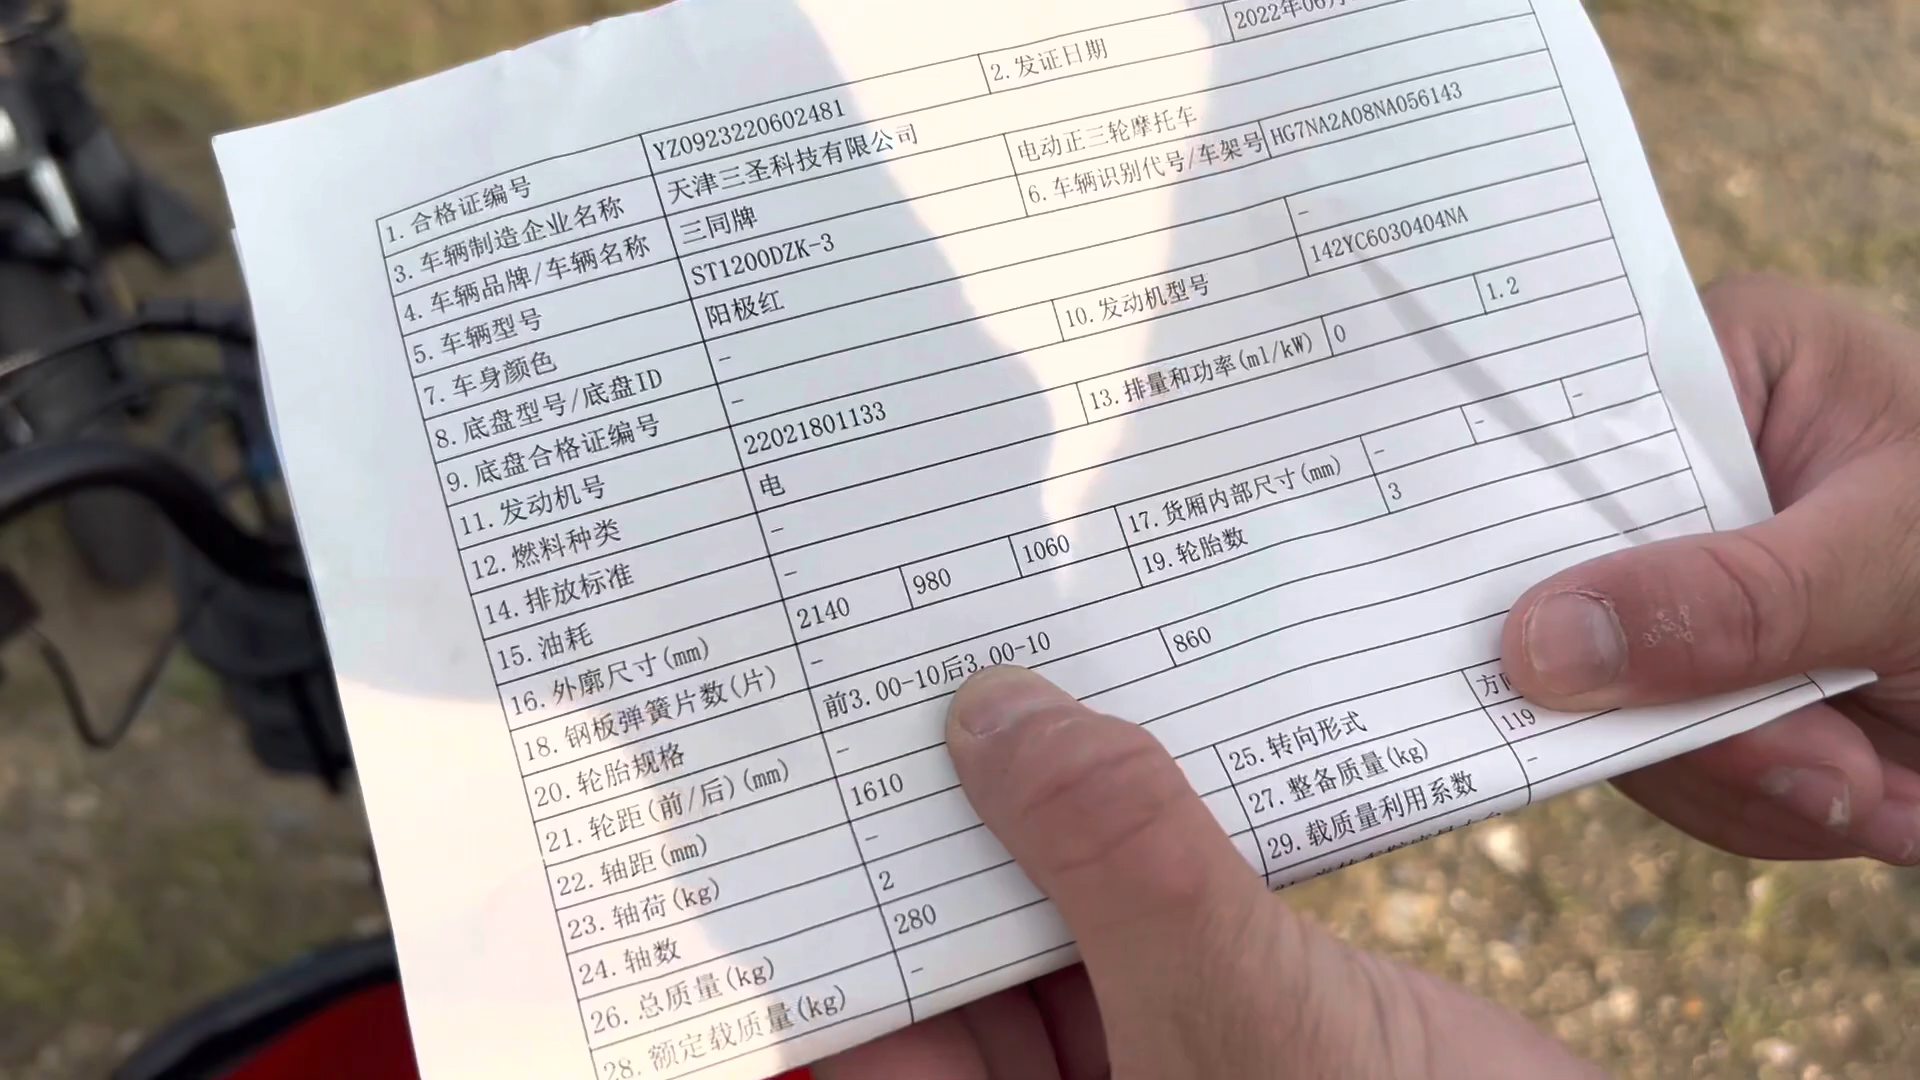 1. 合格证编号 YZ0923220602481 2. 发证日期 2022年06月
3. 车辆制造企业名称 天津三圣科技有限公司
4. 车辆品牌/车辆名称 三同牌 电动正三轮摩托车
5. 车辆型号 ST1200DZK-3 6. 车辆识别代号/车架号 HG7NA2A08NA056143
7. 车身颜色 阳极红
8. 底盘型号/底盘ID - -
9. 底盘合格证编号 - 10. 发动机型号 142YC6030404NA
11. 发动机号 22021801133
12. 燃料种类 电 13. 排量和功率(ml/kW) 0 1.2
14. 排放标准 -
15. 油耗 -
16. 外廓尺寸(mm) 2140 980 1060 17. 货厢内部尺寸(mm) - - -
18. 钢板弹簧片数(片) - 19. 轮胎数 3
20. 轮胎规格 前3.00-10后3.00-10
21. 轮距(前/后)(mm) - 860
22. 轴距(mm) 1610
23. 轴荷(kg) -
24. 轴数 2 25. 转向形式 方向
26. 总质量(kg) 280 27. 整备质量(kg) 119
28. 额定载质量(kg) - 29. 载质量利用系数 -